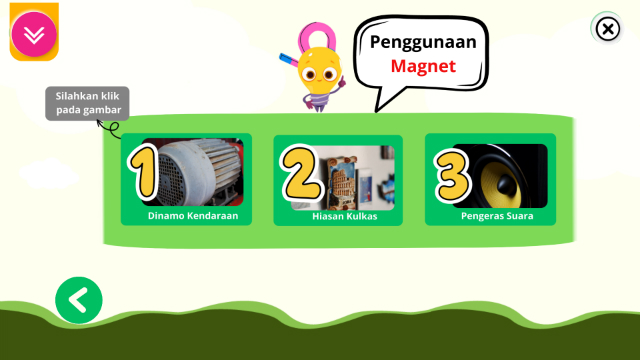 Penggunaan
Magnet
Silahkan klik
pada gambar
1
Dinamo Kendaraan
2
Hiasan Kulkas
3
Pengeras Suara